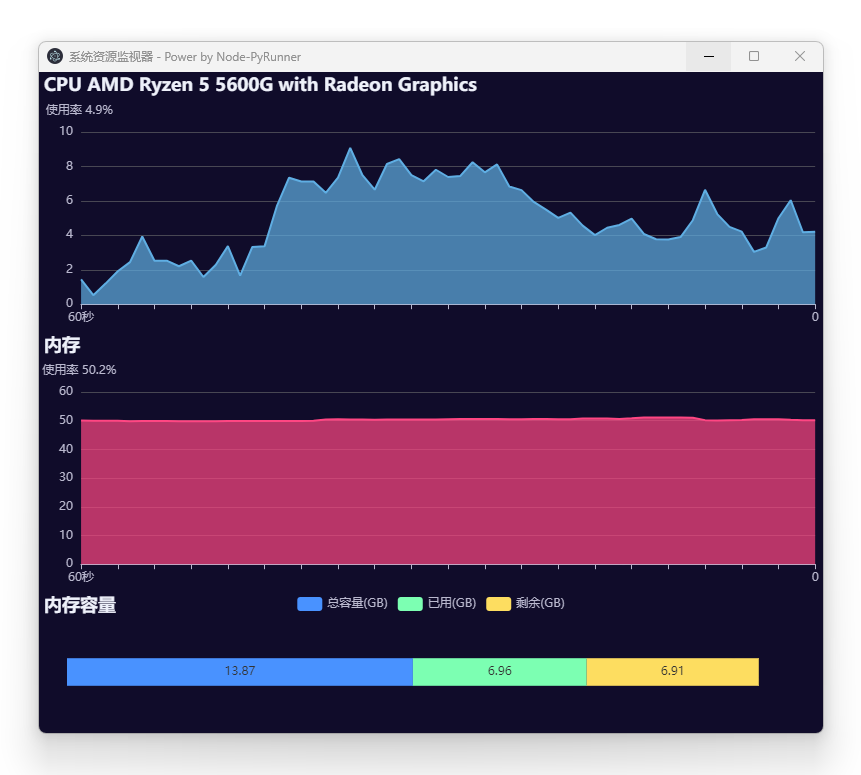 系统资源监视器 - Power by Node-PyRunner
CPU AMD Ryzen 5 5600G with Radeon Graphics
使用率 4.9%
10
8
6
4
2
0
60秒 0
内存
使用率 50.2%
60
50
40
30
20
10
0
60秒 0
内存容量 总容量(GB) 已用(GB) 剩余(GB)
13.87 6.96 6.91